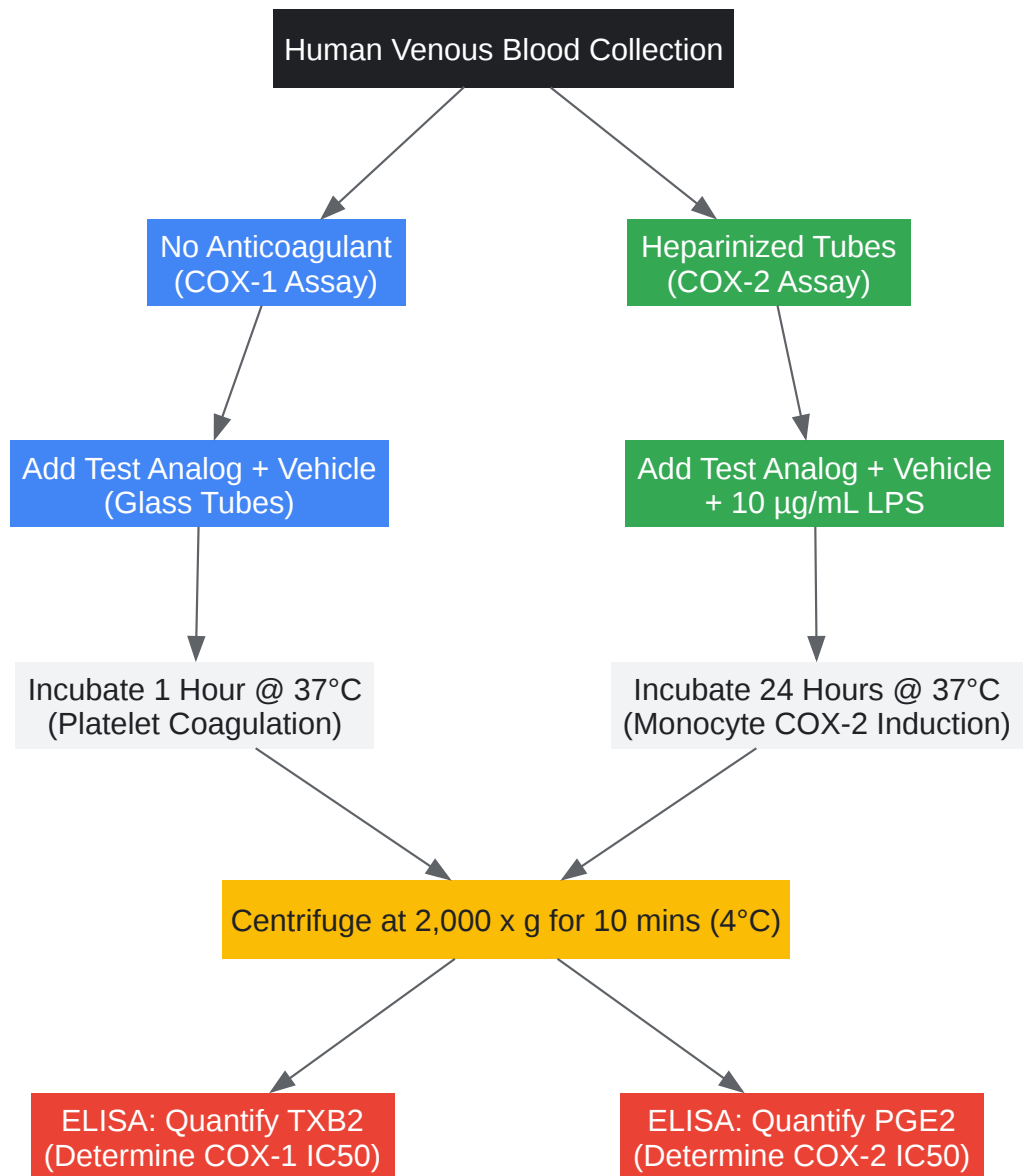 Human Venous Blood Collection
No Anticoagulant
(COX-1 Assay)
Heparinized Tubes
(COX-2 Assay)
Add Test Analog + Vehicle
(Glass Tubes)
Add Test Analog + Vehicle
+ 10 µg/mL LPS
Incubate 1 Hour @ 37°C
(Platelet Coagulation)
Incubate 24 Hours @ 37°C
(Monocyte COX-2 Induction)
Centrifuge at 2,000 x g for 10 mins (4°C)
ELISA: Quantify TXB2
(Determine COX-1 IC50)
ELISA: Quantify PGE2
(Determine COX-2 IC50)